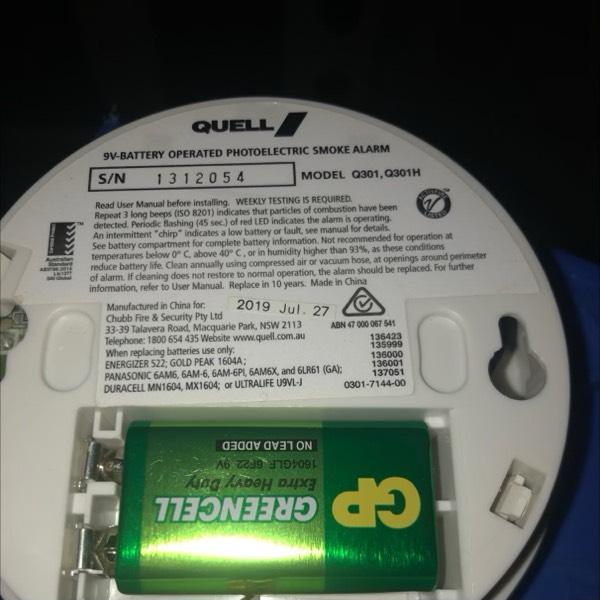 QUELL
9V-BATTERY OPERATED PHOTOELECTRIC SMOKE ALARM
S/N 1312054 MODEL Q301, Q301H
Read User Manual before installing. WEEKLY TESTING IS REQUIRED.
Repeat 3 long beeps (ISO 8201) indicates that particles of combustion have been
detected. Periodic flashing (45 sec.) of red LED indicates the alarm is operating.
An intermittent "chip" indicates a low battery or fault, see manual for details.
See battery compartment for complete battery information. Not recommended for operation at
temperatures below 0° C, above 40° C, or in humidity higher than 93%, as these conditions
reduce battery life. Clean annually using compressed air or vacuum hose, at openings around perimeter
of alarm. If cleaning does not restore to normal operation, the alarm should be replaced. For further
information, refer to User Manual. Replace in 10 years. Made in China
Australian
Standard
Manufactured in China for: 2019 Jul. 27
Chubb Fire & Security Pty Ltd
33-39 Talavera Road, Macquarie Park, NSW 2113 ABN 47 000 067 541
Telephone: 1800 654 435 Website www.quell.com.au
When replacing batteries use only:
ENERGIZER 522; GOLD PEAK 1604A;
PANASONIC 6AM6, 6AM-6, 6AM-6PI, 6AM6X, and 6LR61 (GA);
DURACELL MN1604, MX1604; or ULTRALIFE U9VL-J
136423
135999
136000
136001
137051
0301-7144-00
GP
GREENCELL
Extra Heavy Duty
1604GLF 6F22 9V
NO LEAD ADDED